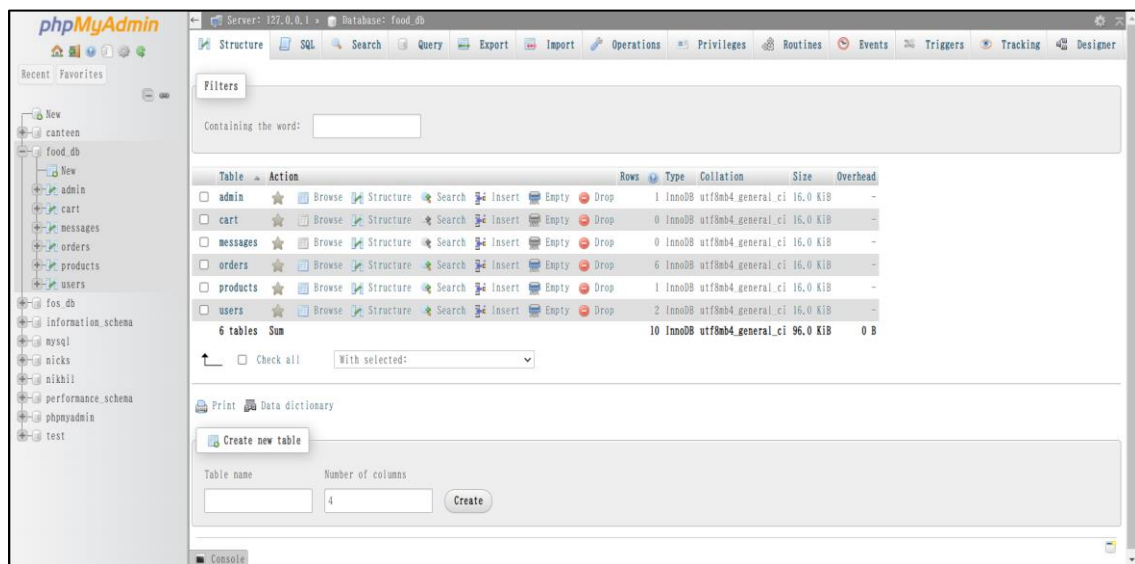 phpMyAdmin
Recent Favorites
New
canteen
food_db
New
admin
cart
messages
orders
products
users
fos_db
information_schema
mysql
nicks
nikhil
performance_schema
phpmyadmin
test
Server: 127.0.0.1 » Database: food_db
Structure SQL Search Query Export Import Operations Privileges Routines Events Triggers Tracking Designer
Filters
Containing the word:
Table Action Rows Type Collation Size Overhead
admin Browse Structure Search Insert Empty Drop 1 InnoDB utf8mb4_general_ci 16.0 KiB -
cart Browse Structure Search Insert Empty Drop 0 InnoDB utf8mb4_general_ci 16.0 KiB -
messages Browse Structure Search Insert Empty Drop 0 InnoDB utf8mb4_general_ci 16.0 KiB -
orders Browse Structure Search Insert Empty Drop 6 InnoDB utf8mb4_general_ci 16.0 KiB -
products Browse Structure Search Insert Empty Drop 1 InnoDB utf8mb4_general_ci 16.0 KiB -
users Browse Structure Search Insert Empty Drop 2 InnoDB utf8mb4_general_ci 16.0 KiB -
6 tables Sum 10 InnoDB utf8mb4_general_ci 96.0 KiB 0 B
Check all With selected:
Print Data dictionary
Create new table
Table name Number of columns
4 Create
Console